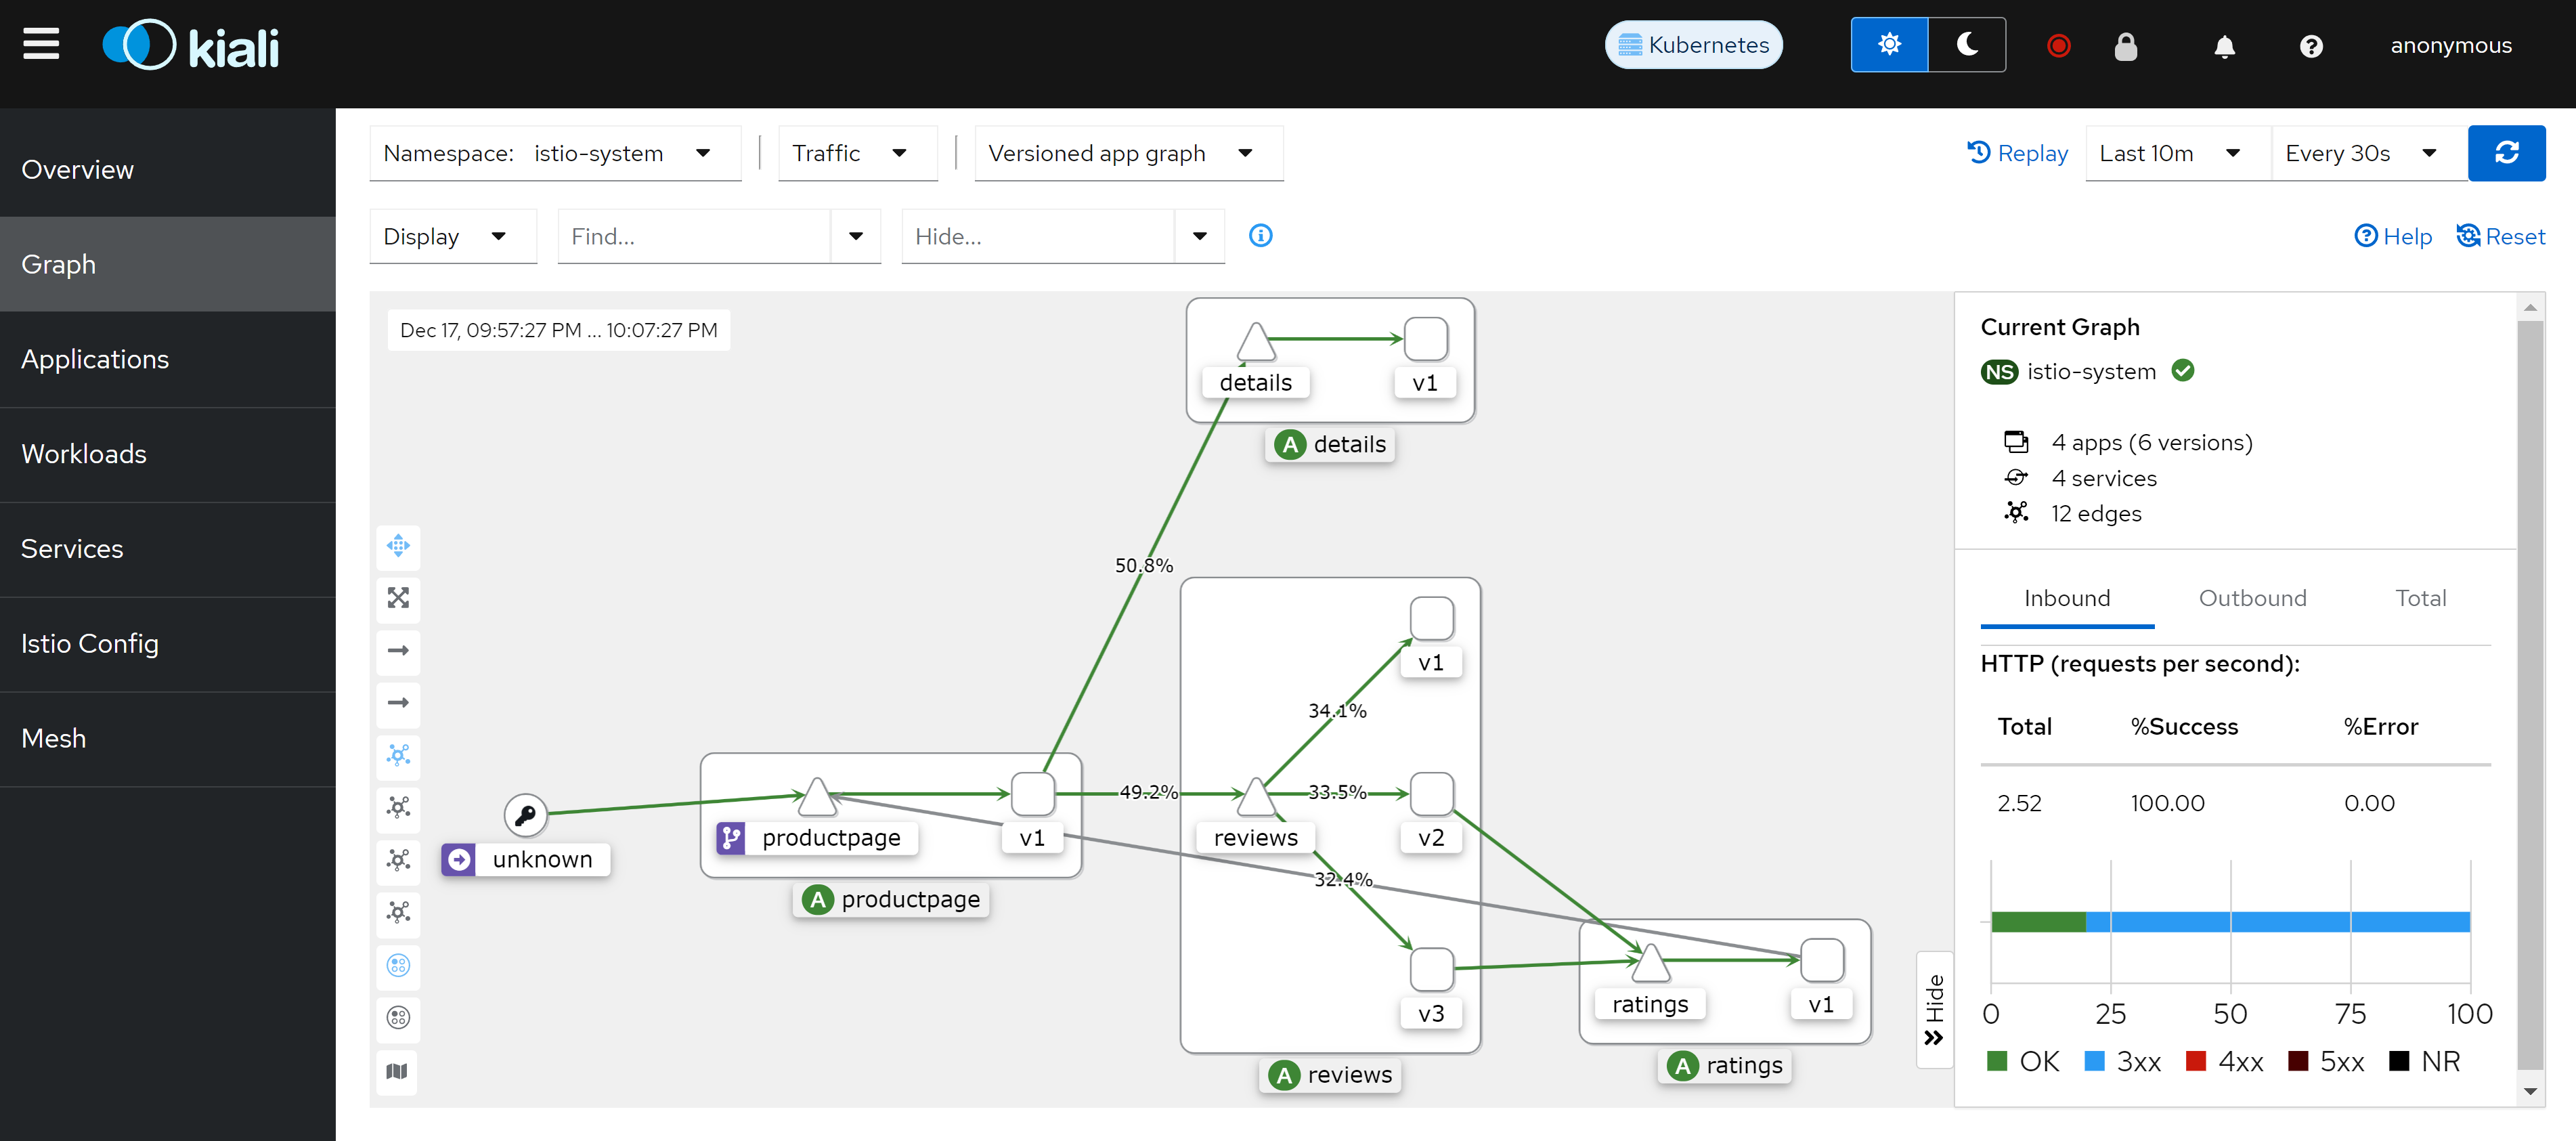 kiali
Kubernetes
anonymous
Overview
Graph
Applications
Workloads
Services
Istio Config
Mesh
Namespace: istio-system
Traffic
Versioned app graph
Replay
Last 10m
Every 30s
Display
Find...
Hide...
Help
Reset
Dec 17, 09:57:27 PM ... 10:07:27 PM
details
v1
A details
50.8%
v1
34.1%
49.2%
33.5%
unknown
productpage
v1
reviews
v2
A productpage
32.4%
v3
ratings
v1
A reviews
A ratings
Hide
Current Graph
NS istio-system
4 apps (6 versions)
4 services
12 edges
Inbound
Outbound
Total
HTTP (requests per second):
Total %Success %Error
2.52 100.00 0.00
0 25 50 75 100
OK 3xx 4xx 5xx NR